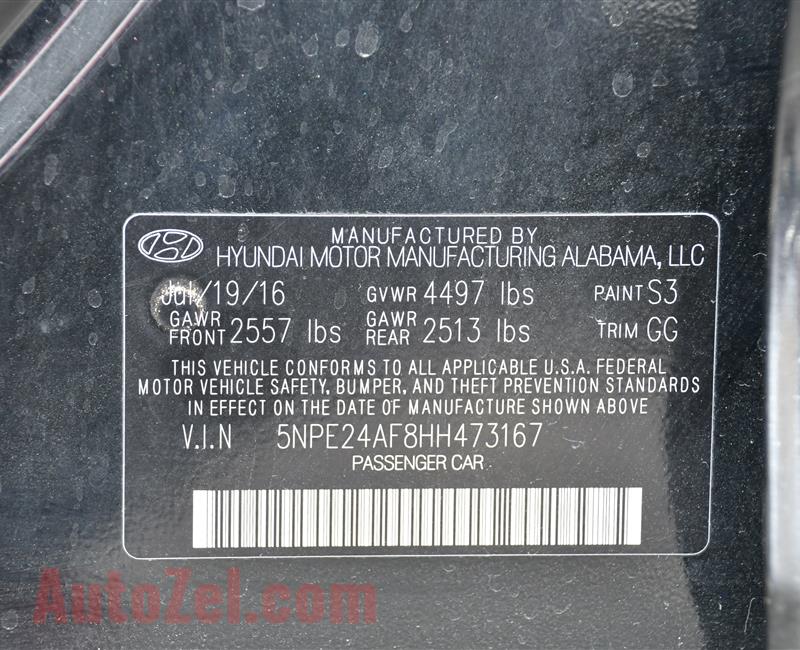 MANUFACTURED BY
HYUNDAI MOTOR MANUFACTURING ALABAMA, LLC
JUL/19/16 GVWR 4497 lbs PAINT S3
GAWR FRONT 2557 lbs GAWR REAR 2513 lbs TRIM GG
THIS VEHICLE CONFORMS TO ALL APPLICABLE U.S.A. FEDERAL
MOTOR VEHICLE SAFETY, BUMPER, AND THEFT PREVENTION STANDARDS
IN EFFECT ON THE DATE OF MANUFACTURE SHOWN ABOVE
V.I.N 5NPE24AF8HH473167
PASSENGER CAR
AutoZel.com